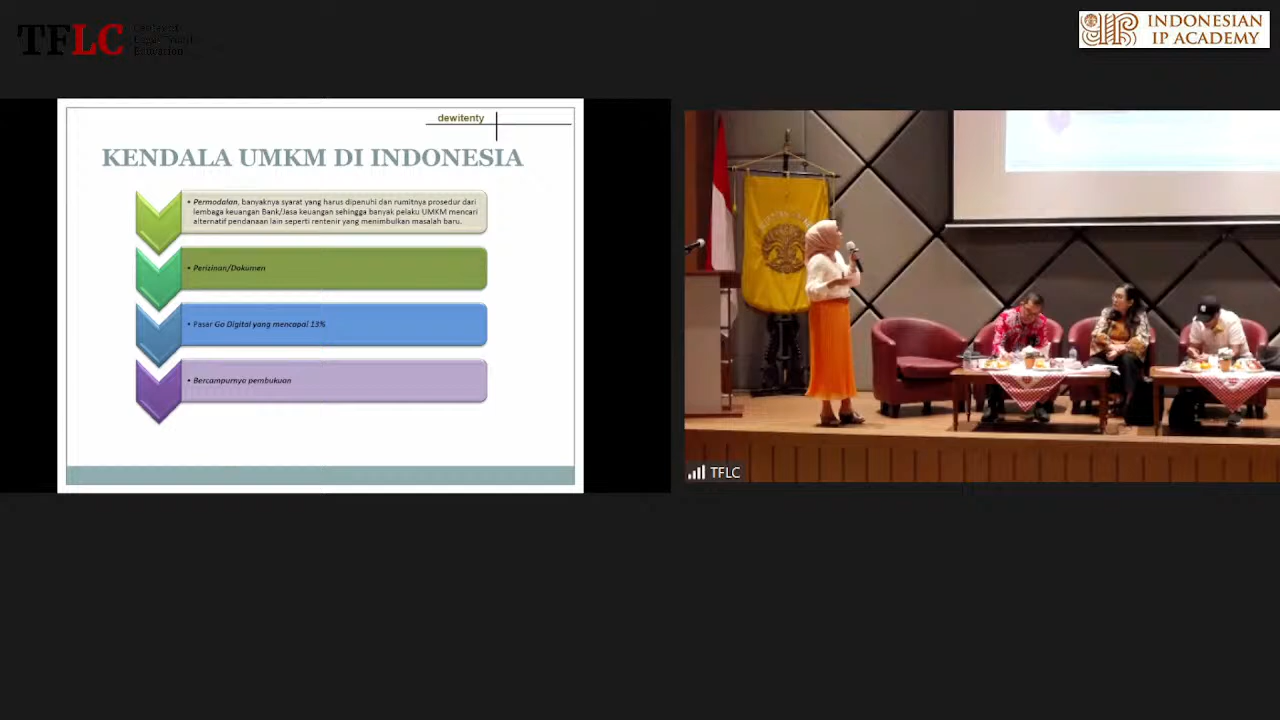 TFLC
INDONESIAN
IP ACADEMY
dewitenty
KENDALA UMKM DI INDONESIA
• Permodalan, banyaknya syarat yang harus dipenuhi dan rumitnya prosedur dari
lembaga keuangan Bank/Jasa keuangan sehingga banyak pelaku UMKM mencari
alternatif pendanaan lain seperti rentenir yang menimbulkan masalah baru.
• Perizinan/Dokumen
• Pasar Go Digital yang mencapai 13%
• Bercampurnya pembukuan
TFLC